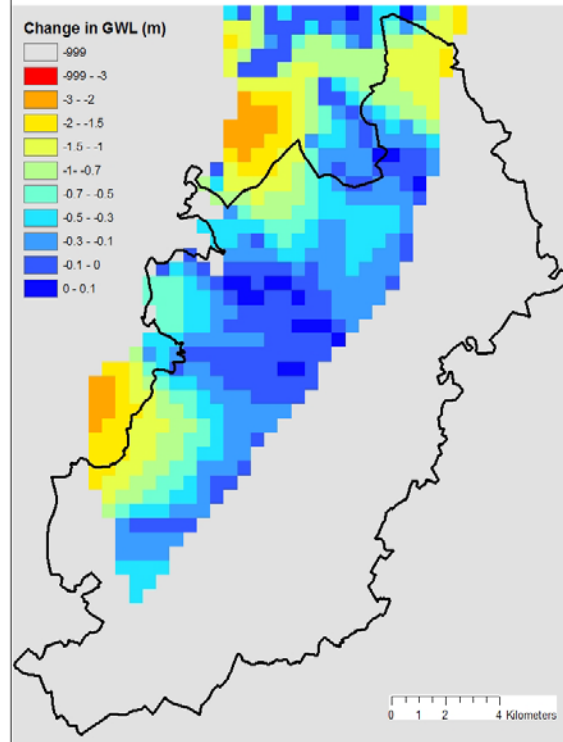 Change in GWL (m)
-999
-999 - -3
-3 - -2
-2 - -1.5
-1.5 - -1
-1 - -0.7
-0.7 - -0.5
-0.5 - -0.3
-0.3 - -0.1
-0.1 - 0
0 - 0.1
0 1 2 4 Kilometers